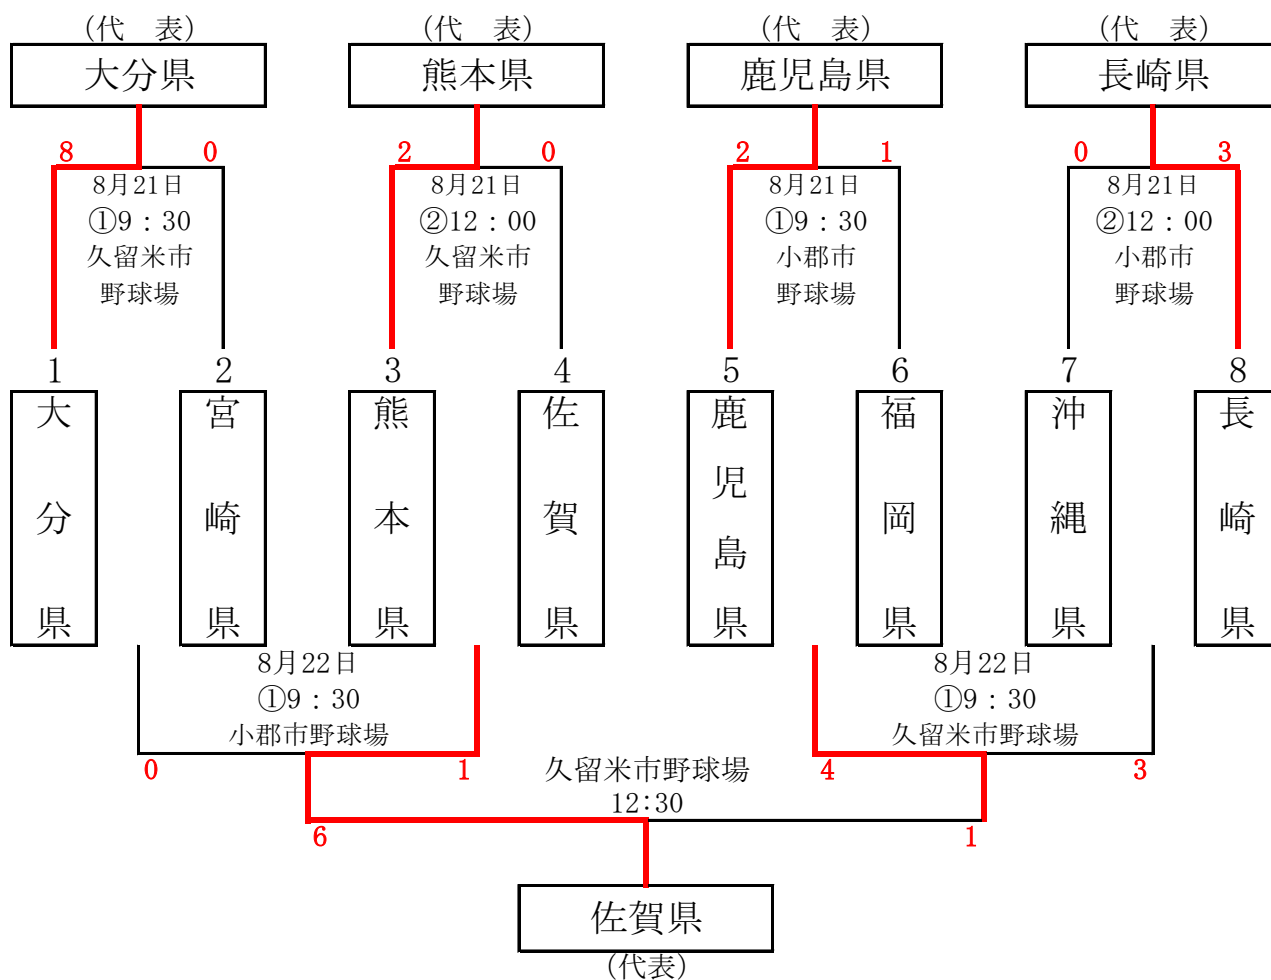 (代　表)
(代　表)
(代　表)
(代　表)
大分県
熊本県
鹿児島県
長崎県
8 0
2 0
2 1
0 3
8月21日
①9：30
久留米市
野球場
8月21日
②12：00
久留米市
野球場
8月21日
①9：30
小郡市
野球場
8月21日
②12：00
小郡市
野球場
1
2
3
4
5
6
7
8
大分県
宮崎県
熊本県
佐賀県
鹿児島県
福岡県
沖縄県
長崎県
8月22日
①9：30
小郡市野球場
0 1
8月22日
①9：30
久留米市野球場
4 3
久留米市野球場
12:30
6 1
佐賀県
(代表)